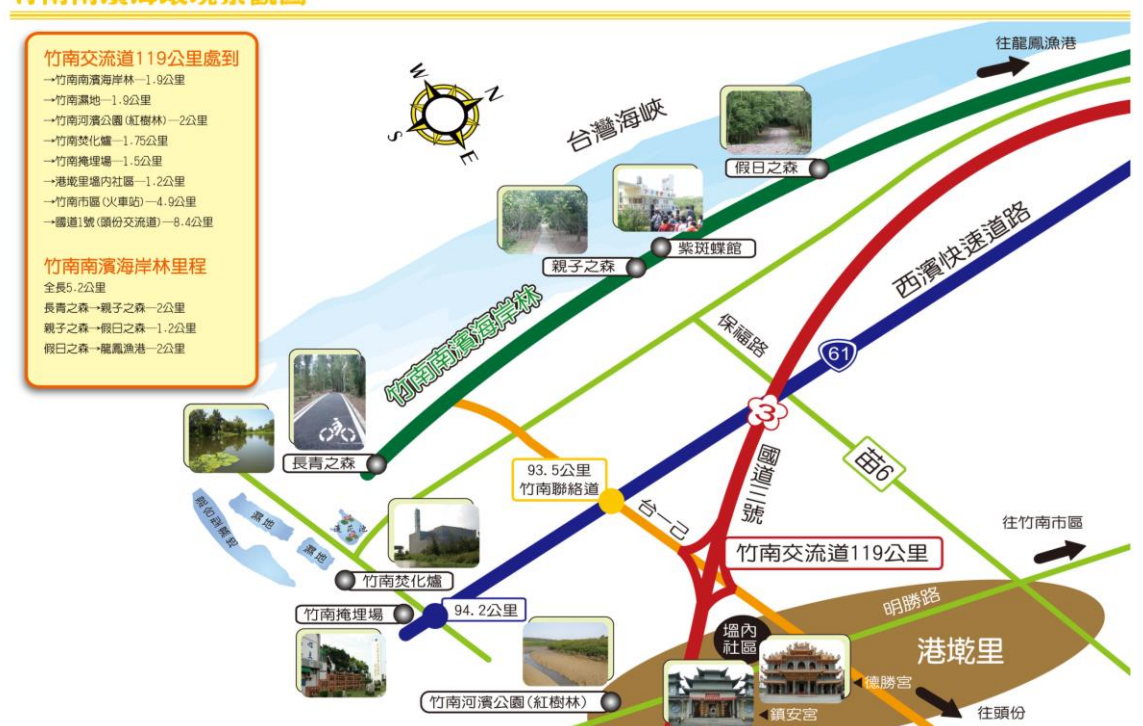 竹南南濱海環境景觀圖
竹南交流道119公里處到
→竹南南濱海岸林—1.9公里
→竹南濕地—1.9公里
→竹南河濱公園(紅樹林)—2公里
→竹南焚化爐—1.75公里
→竹南掩埋場—1.5公里
→港墘里塭內社區—1.2公里
→竹南市區(火車站)—4.9公里
→國道1號(頭份交流道)—8.4公里
竹南南濱海岸林里程
全長5.2公里
長青之森→親子之森—2公里
親子之森→假日之森—1.2公里
假日之森→龍鳳漁港—2公里
W
N
S
E
台灣海峽
往龍鳳漁港
假日之森
紫斑蝶館
親子之森
竹南南濱海岸林
西濱快速道路
保福路
61
3
長青之森
93.5公里
竹南聯絡道
國道三號
苗6
台一己
往竹南市區
濕地
濕地
蓮花池
竹南焚化爐
竹南交流道119公里
竹南掩埋場
94.2公里
明勝路
塭內
社區
港墘里
竹南河濱公園(紅樹林)
◀德勝宮
◀鎮安宮
往頭份